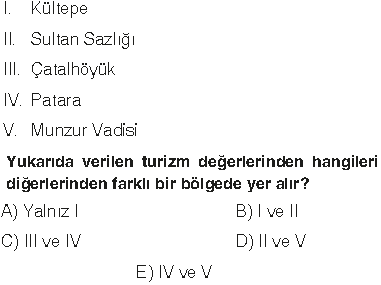 I. Kültepe
II. Sultan Sazlığı
III. Çatalhöyük
IV. Patara
V. Munzur Vadisi
Yukarıda verilen turizm değerlerinden hangileri
diğerlerinden farklı bir bölgede yer alır?
A) Yalnız I B) I ve II
C) III ve IV D) II ve V
E) IV ve V